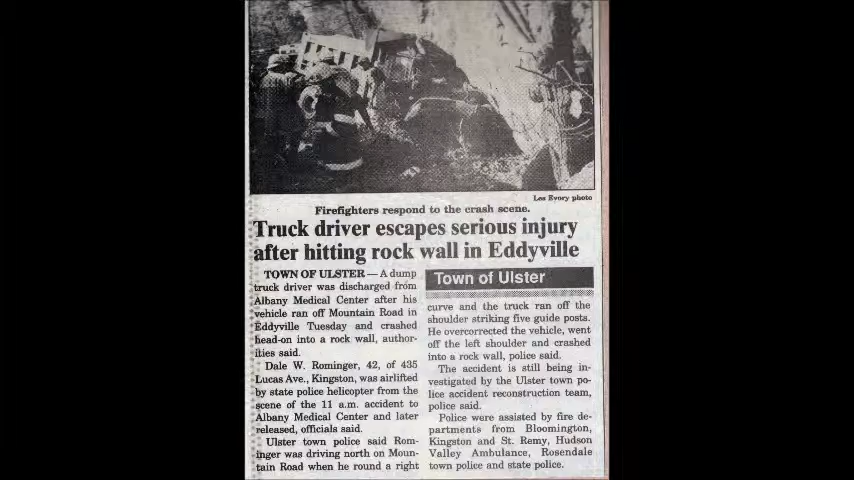 Les Evory photo
Firefighters respond to the crash scene.
Truck driver escapes serious injury
after hitting rock wall in Eddyville
TOWN OF ULSTER — A dump
truck driver was discharged from
Albany Medical Center after his
vehicle ran off Mountain Road in
Eddyville Tuesday and crashed
head-on into a rock wall, author-
ities said.
Dale W. Rominger, 42, of 435
Lucas Ave., Kingston, was airlifted
by state police helicopter from the
scene of the 11 a.m. accident to
Albany Medical Center and later
released, officials said.
Ulster town police said Rom-
inger was driving north on Moun-
tain Road when he round a right
Town of Ulster
curve and the truck ran off the
shoulder striking five guide posts.
He overcorrected the vehicle, went
off the left shoulder and crashed
into a rock wall, police said.
The accident is still being in-
vestigated by the Ulster town po-
lice accident reconstruction team,
police said.
Police were assisted by fire de-
partments from Bloomington,
Kingston and St. Remy, Hudson
Valley Ambulance, Rosendale
town police and state police.